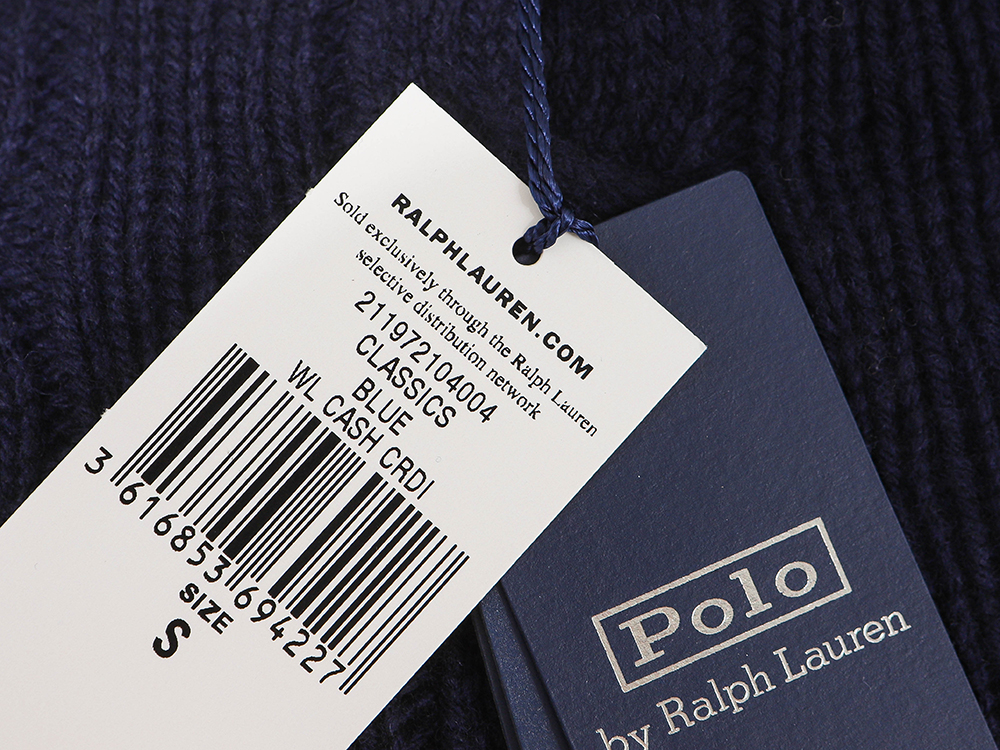 RALPHLAUREN.COM
Sold exclusively through the Ralph Lauren
selective distribution network
211972104004
CLASSICS
BLUE
WL CASH CRDI
3 616853 694227
SIZE
S
Polo
by Ralph Lauren